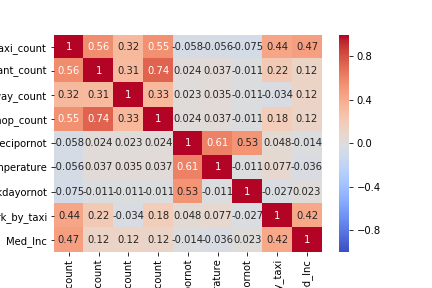 axi_count 1 0.56 0.32 0.55 -0.058 -0.056 -0.075 0.44 0.47
ant_count 0.56 1 0.31 0.74 0.024 0.037 -0.011 0.22 0.12
way_count 0.32 0.31 1 0.33 0.023 0.035 -0.011 -0.034 0.12
hop_count 0.55 0.74 0.33 1 0.024 0.037 -0.011 0.18 0.12
ecipornot -0.058 0.024 0.023 0.024 1 0.61 0.53 0.048 -0.014
mperature -0.056 0.037 0.035 0.037 0.61 1 -0.011 0.077 -0.036
kdayornot -0.075 -0.011 -0.011 -0.011 0.53 -0.011 1 -0.027 0.023
rk_by_taxi 0.44 0.22 -0.034 0.18 0.048 0.077 -0.027 1 0.42
Med_Inc 0.47 0.12 0.12 0.12 -0.014 -0.036 0.023 0.42 1
count
count
count
count
pornot
rature
ornot
y_taxi
d_Inc
0.8
0.4
0.0
-0.4
-0.8